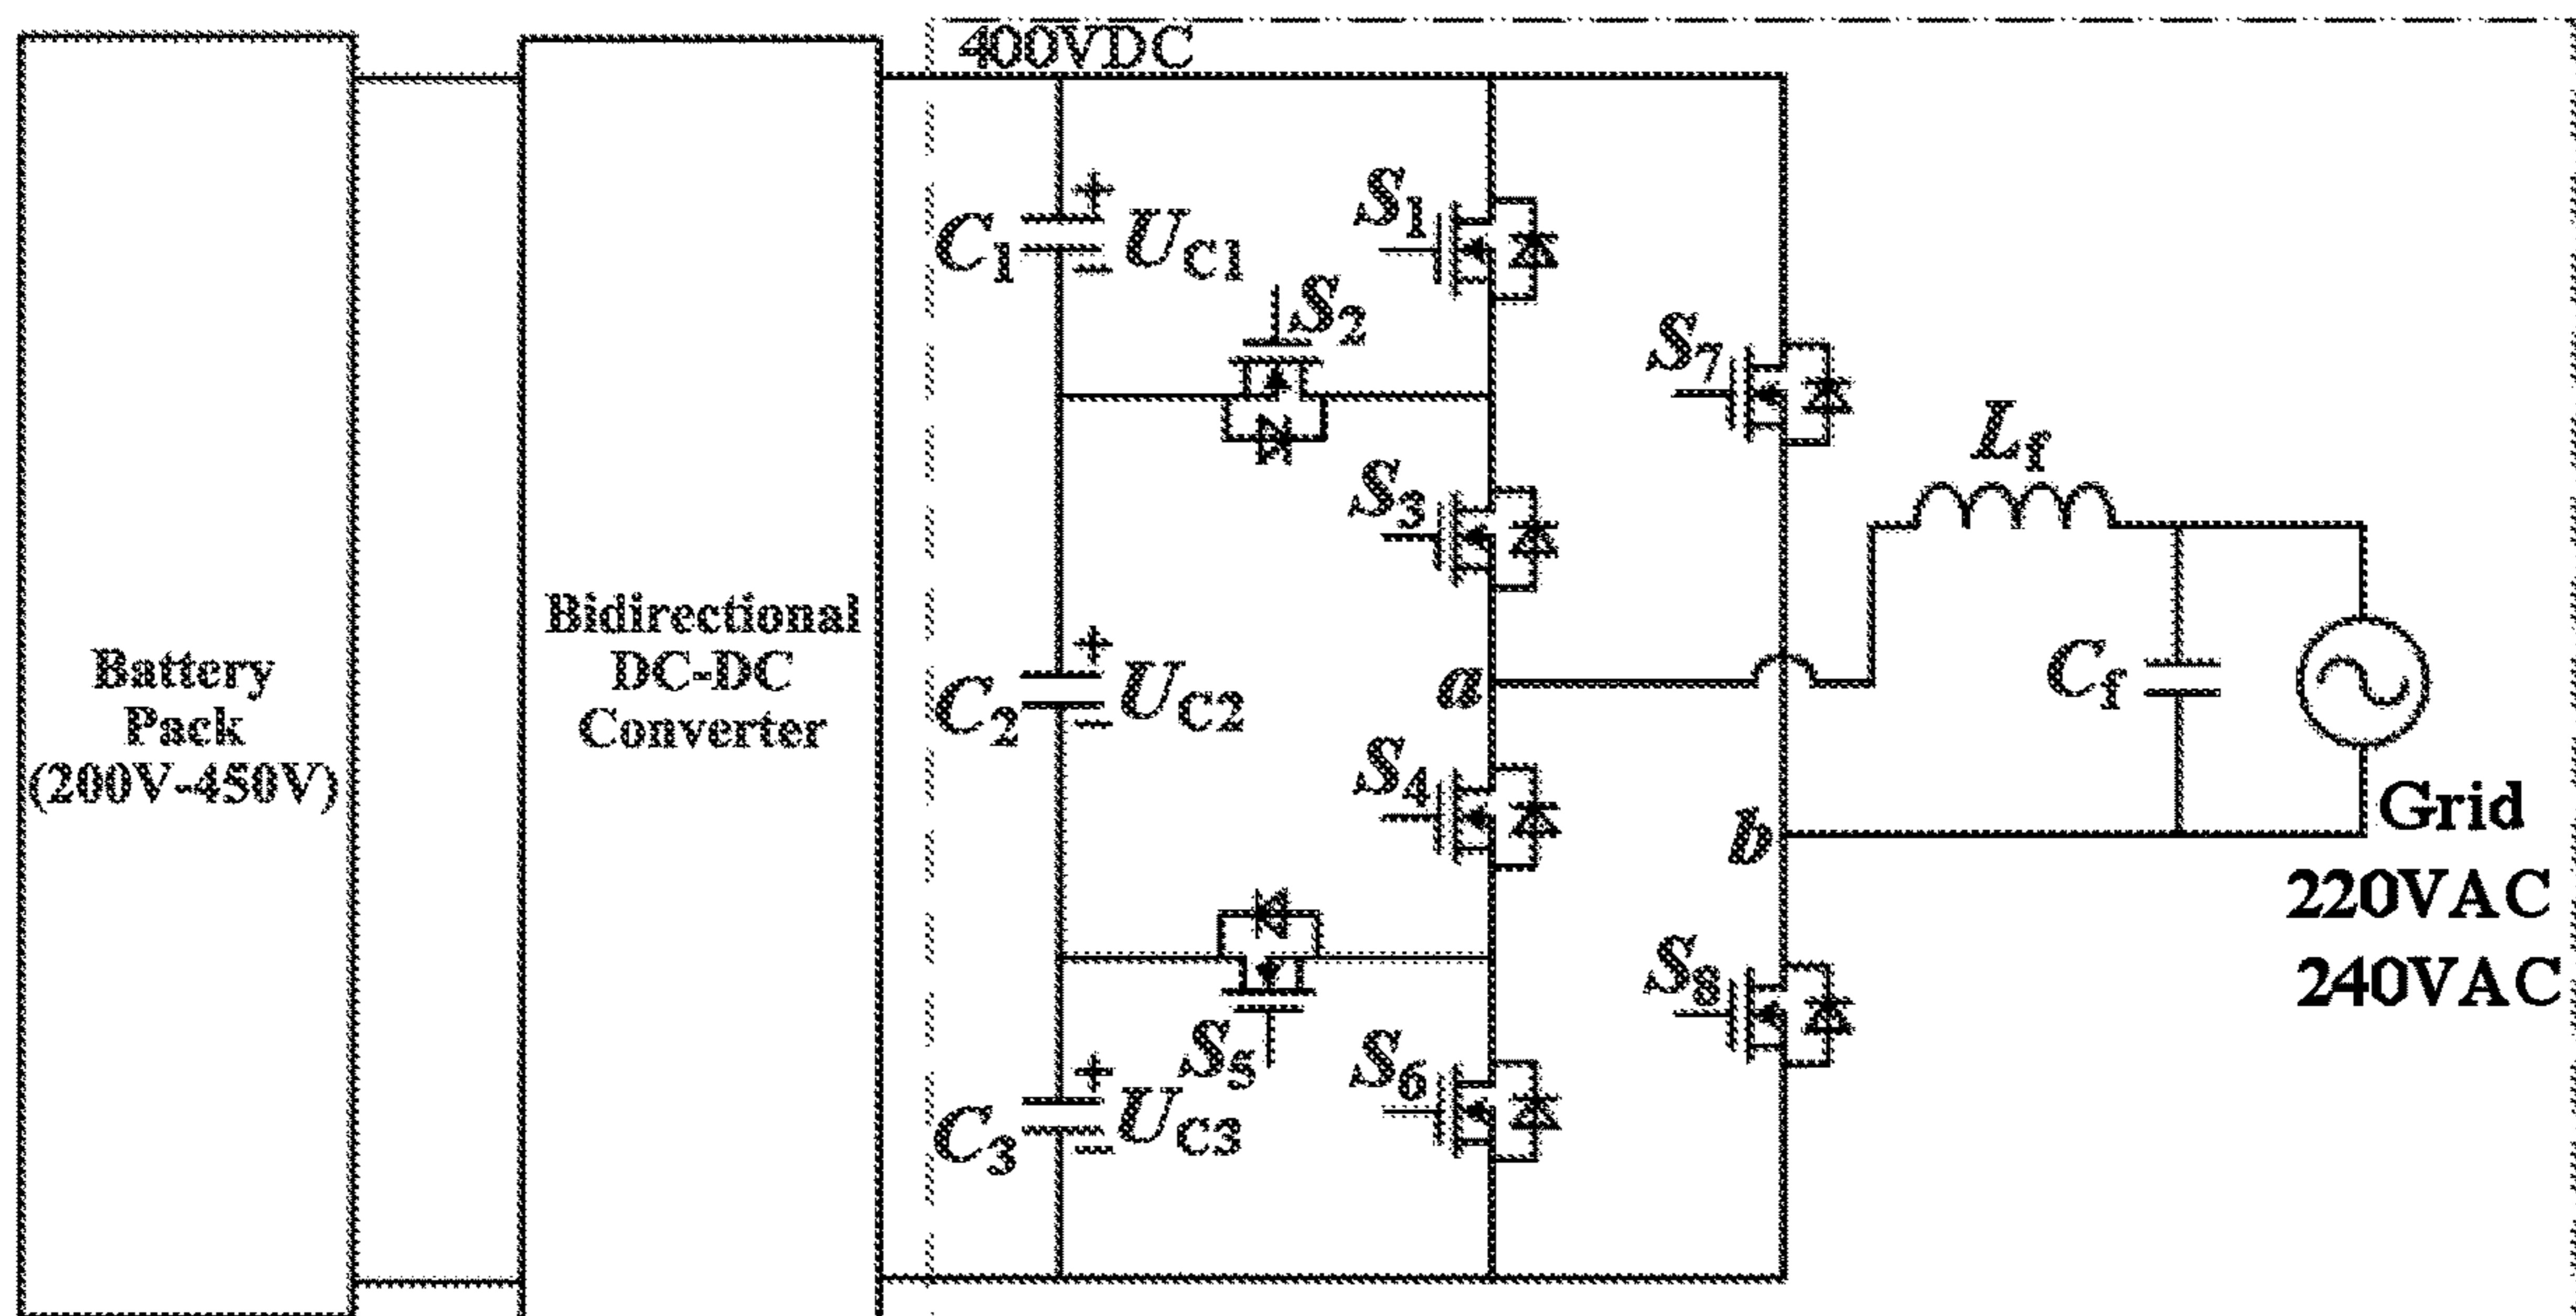 400VDC
Battery
Pack
(200V-450V)
Bidirectional
DC-DC
Converter
C1
+
UC1
-
S1
S2
S3
S7
Lf
C2
+
UC2
-
a
S4
b
Cf
Grid
220VAC
240VAC
S5
S6
S8
C3
+
UC3
-